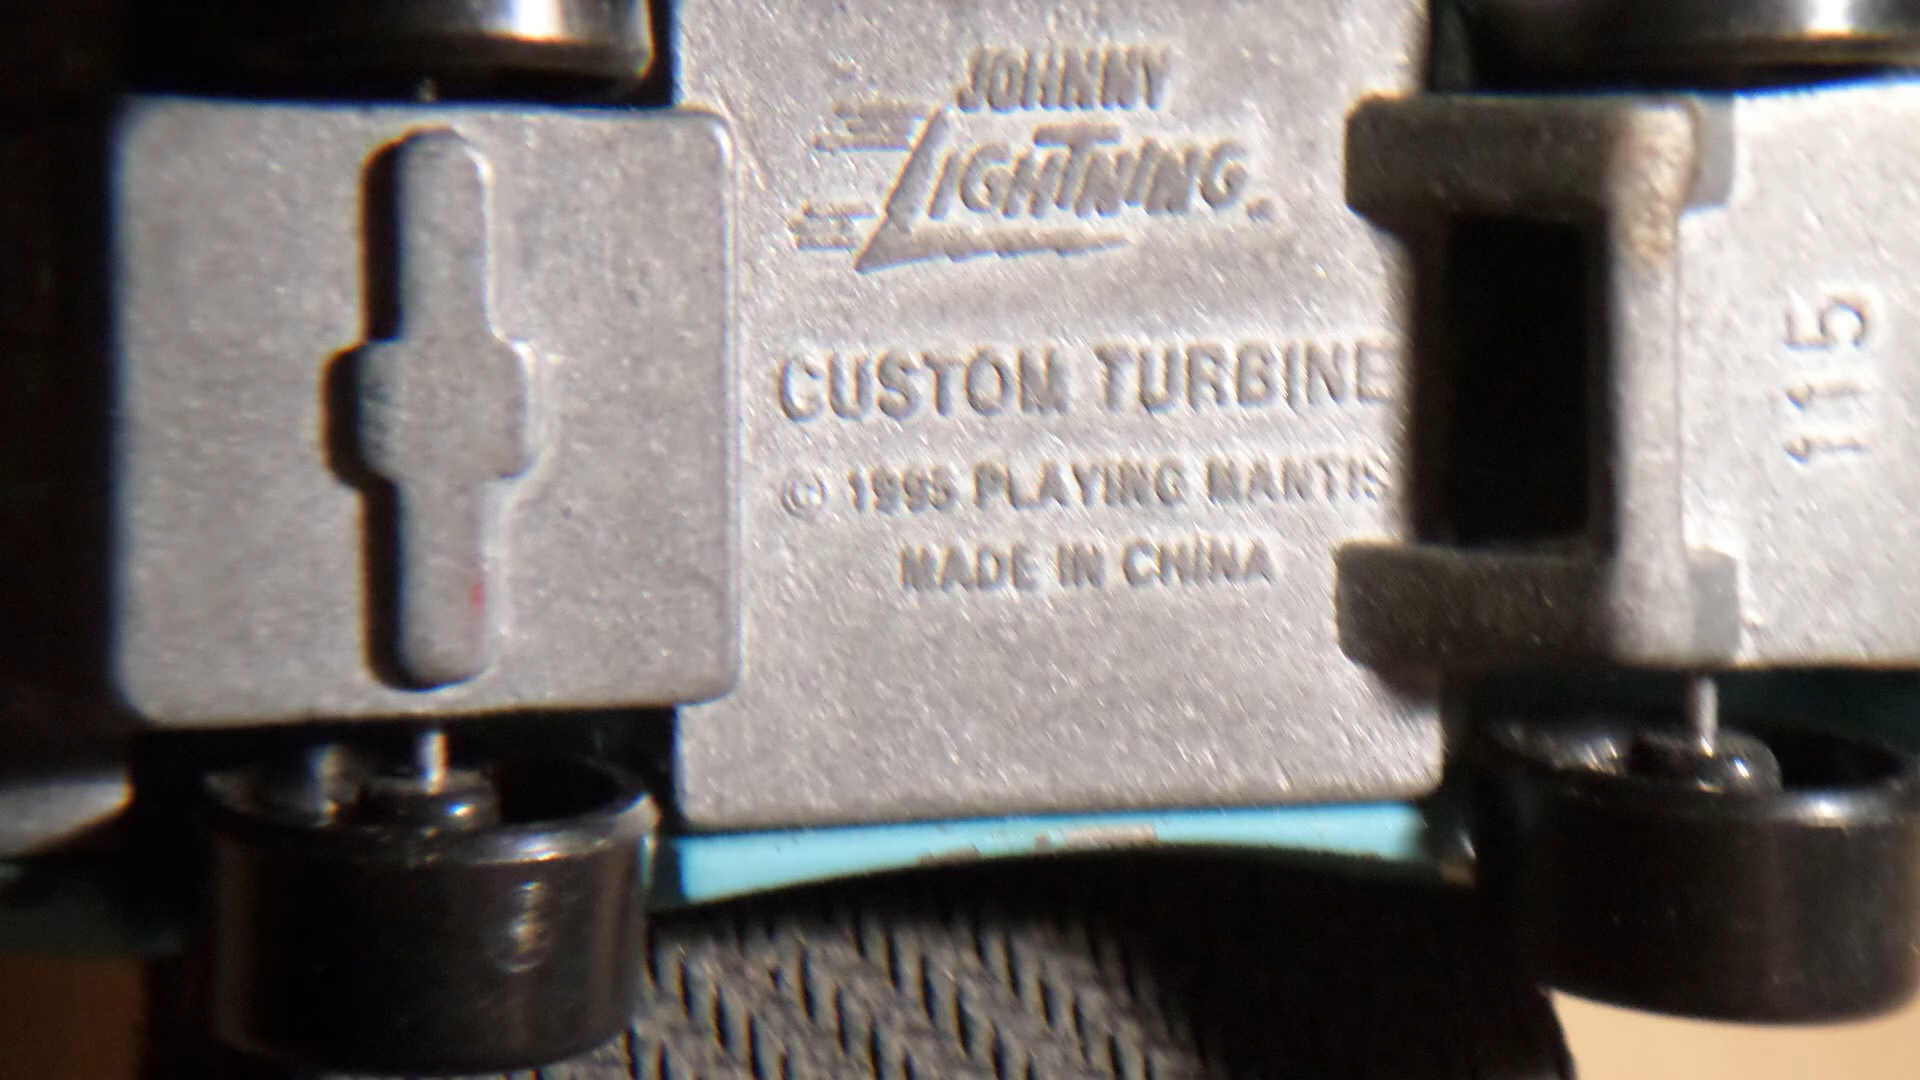 JOHNNY
LIGHTNING
CUSTOM TURBINE
© 1995 PLAYING MANTIS
MADE IN CHINA
115